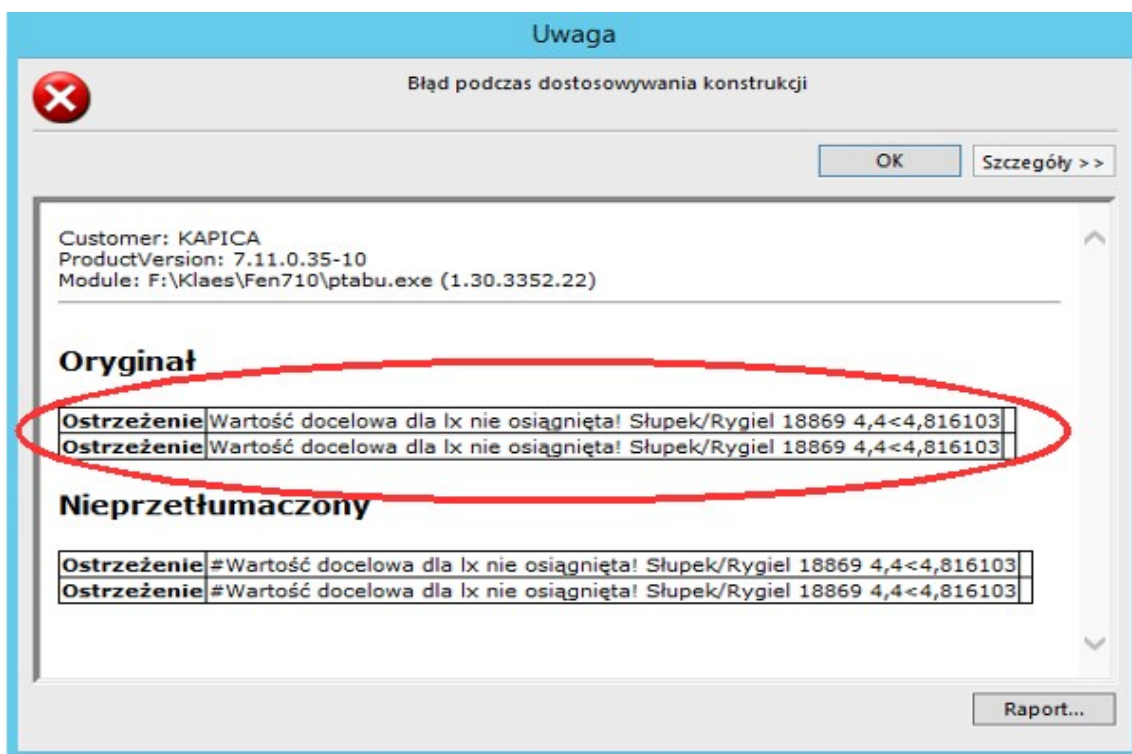 Uwaga
Błąd podczas dostosowywania konstrukcji
OK
Szczegóły >>
Customer: KAPICA
ProductVersion: 7.11.0.35-10
Module: F:\Klaes\Fen710\ptabu.exe (1.30.3352.22)
Oryginał
Ostrzeżenie Wartość docelowa dla lx nie osiągnięta! Słupek/Rygiel 18869 4,4<4,816103
Ostrzeżenie Wartość docelowa dla lx nie osiągnięta! Słupek/Rygiel 18869 4,4<4,816103
Nieprzetłumaczony
Ostrzeżenie #Wartość docelowa dla lx nie osiągnięta! Słupek/Rygiel 18869 4,4<4,816103
Ostrzeżenie #Wartość docelowa dla lx nie osiągnięta! Słupek/Rygiel 18869 4,4<4,816103
Raport...